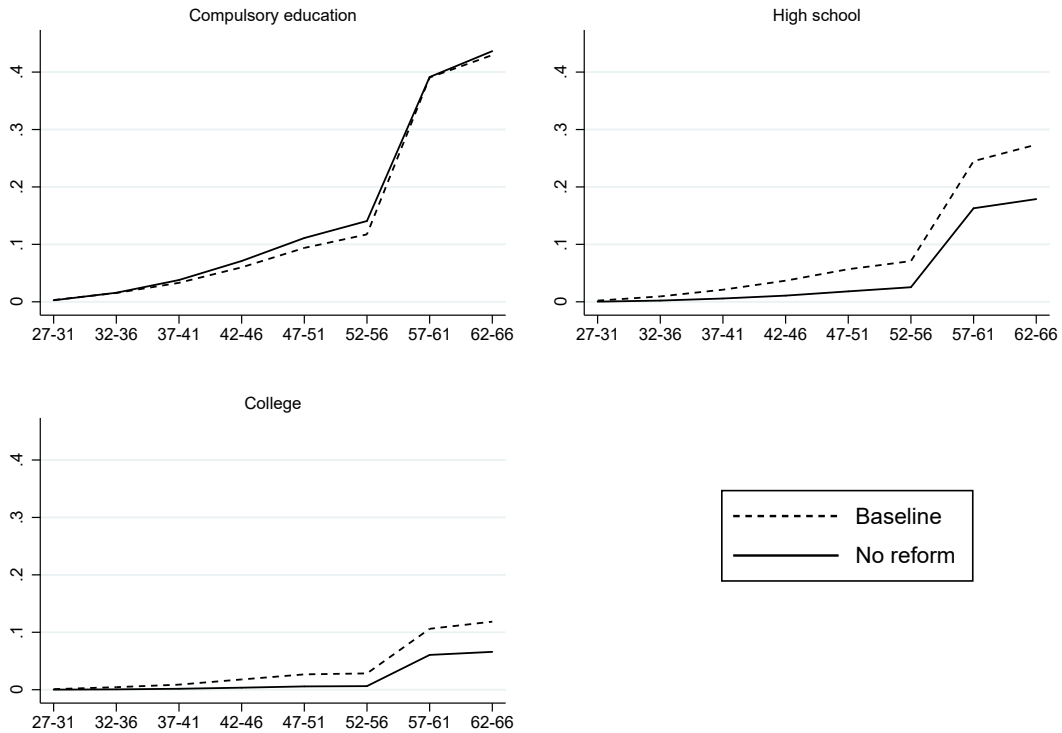 Compulsory education
.4
.3
.2
.1
0
27-31 32-36 37-41 42-46 47-51 52-56 57-61 62-66
High school
.4
.3
.2
.1
0
27-31 32-36 37-41 42-46 47-51 52-56 57-61 62-66
College
.4
.3
.2
.1
0
27-31 32-36 37-41 42-46 47-51 52-56 57-61 62-66
Baseline
No reform